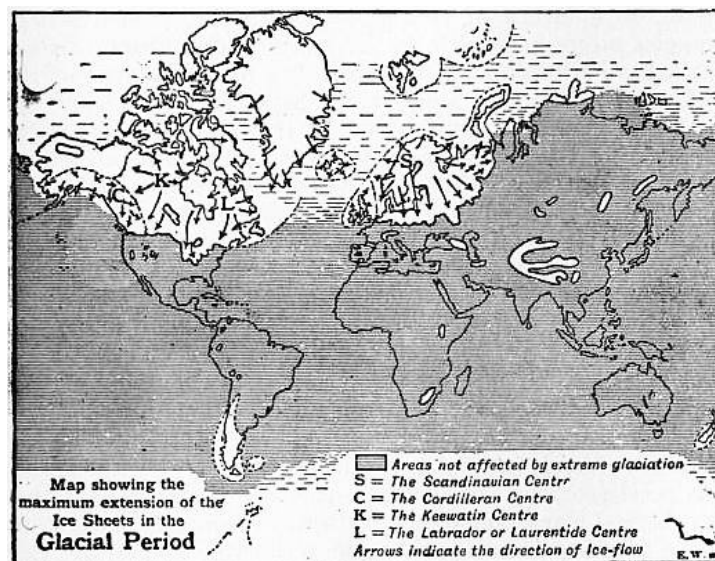 S
K
L
Map showing the
maximum extension of the
Ice Sheets in the
Glacial Period
Areas not affected by extreme glaciation
S = The Scandinavian Centrr
C = The Cordilleran Centre
K = The Keewatin Centre
L = The Labrador or Laurentide Centre
Arrows indicate the direction of Ice-flow
E.W.